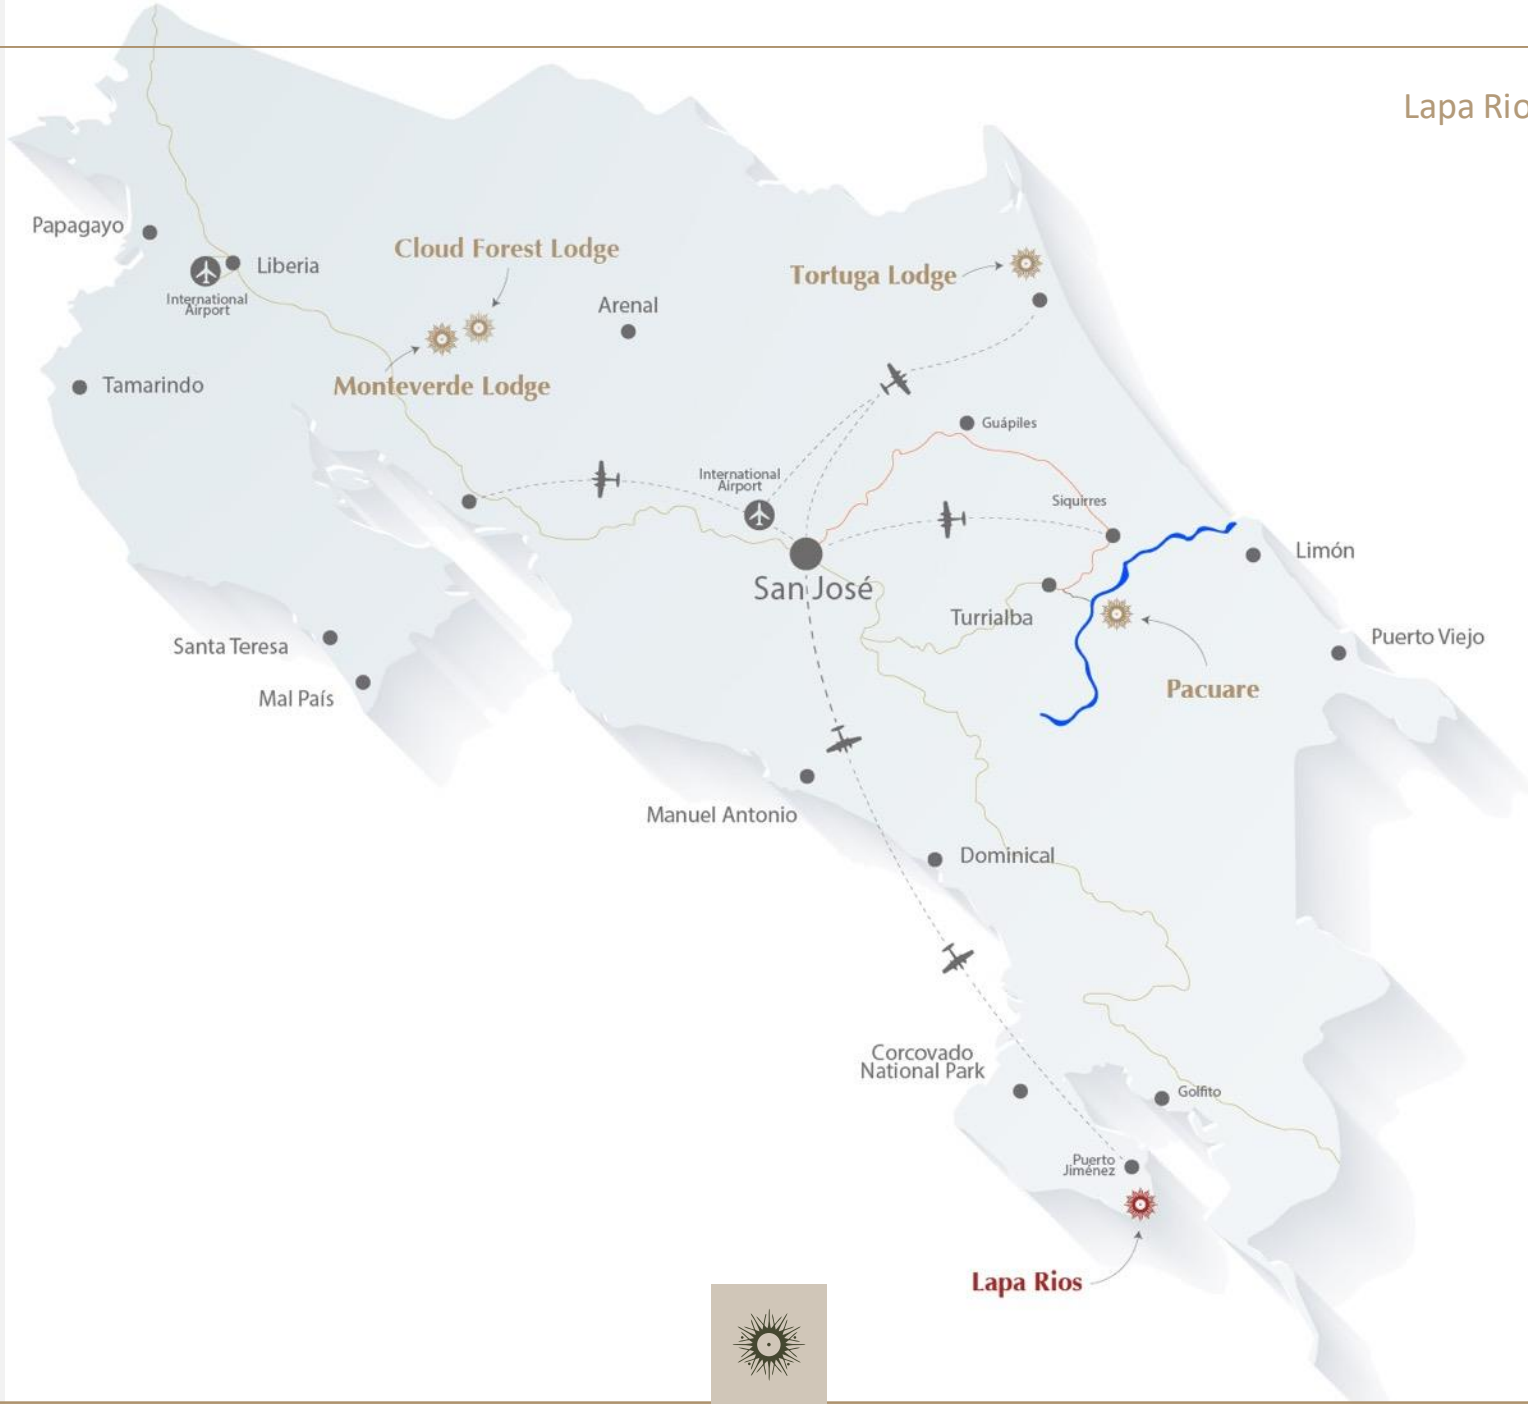 Lapa Rio
Papagayo
Liberia
International
Airport
Cloud Forest Lodge
Tortuga Lodge
Arenal
Tamarindo
Monteverde Lodge
Guápiles
International
Airport
Siquirres
San José
Limón
Turrialba
Santa Teresa
Puerto Viejo
Mal País
Pacuare
Manuel Antonio
Dominical
Corcovado
National Park
Golfito
Puerto
Jiménez
Lapa Rios